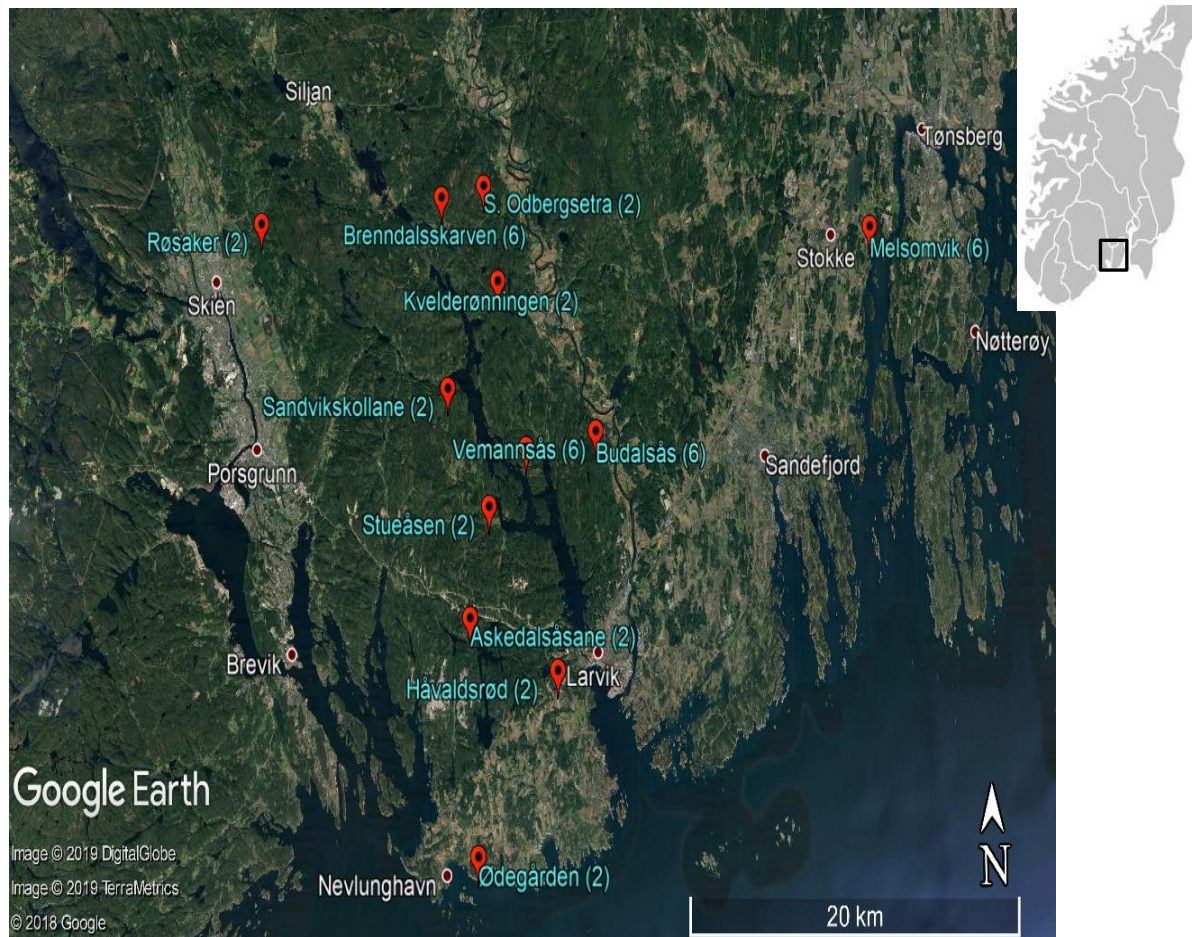 Siljan
Tønsberg
S. Odbergsetra (2)
Brenndalsskarven (6)
Røsaker (2)
Stokke
Melsomvik (6)
Skien
Kvelderønningen (2)
Nøtterøy
Sandvikskollane (2)
Vemannsås (6)
Budalsås (6)
Porsgrunn
Sandefjord
Stueåsen (2)
Askedalsåsane (2)
Brevik
Larvik
Håvaldsrød (2)
Google Earth
Image © 2019 DigitalGlobe
Image © 2019 TerraMetrics
© 2018 Google
Nevlunghavn
Ødegården (2)
N
20 km